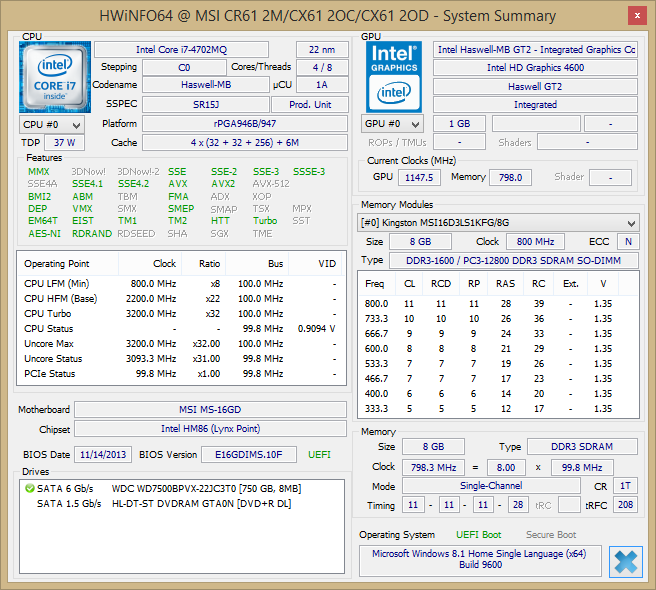 HWiNFO64 @ MSI CR61 2M/CX61 2OC/CX61 2OD - System Summary
x
CPU
intel
CORE i7
inside
Intel Core i7-4702MQ
22 nm
Stepping C0 Cores/Threads 4 / 8
Codename Haswell-MB µCU 1A
SSPEC SR15J Prod. Unit
CPU #0
Platform rPGA946B/947
TDP 37 W Cache 4 x (32 + 32 + 256) + 6M
Features
MMX 3DNow! 3DNow!-2 SSE SSE-2 SSE-3 SSSE-3
SSE4A SSE4.1 SSE4.2 AVX AVX2 AVX-512
BMI2 ABM TBM FMA ADX XOP
DEP VMX SMX SMEP SMAP TSX MPX
EM64T EIST TM1 TM2 HTT Turbo SST
AES-NI RDRAND RDSEED SHA SGX TME
Operating Point Clock Ratio Bus VID
CPU LFM (Min) 800.0 MHz x8 100.0 MHz -
CPU HFM (Base) 2200.0 MHz x22 100.0 MHz -
CPU Turbo 3200.0 MHz x32 100.0 MHz -
CPU Status - - 99.8 MHz 0.9094 V
Uncore Max 3200.0 MHz x32.00 100.0 MHz -
Uncore Status 3093.3 MHz x31.00 99.8 MHz -
PCIe Status 99.8 MHz x1.00 99.8 MHz -
Motherboard MSI MS-16GD
Chipset Intel HM86 (Lynx Point)
BIOS Date 11/14/2013 BIOS Version E16GDIMS.10F UEFI
Drives
SATA 6 Gb/s WDC WD7500BPVX-22JC3T0 [750 GB, 8MB]
SATA 1.5 Gb/s HL-DT-ST DVDRAM GTA0N [DVD+R DL]
GPU
Intel
GRAPHICS
intel
Intel Haswell-MB GT2 - Integrated Graphics Cc
Intel HD Graphics 4600
Haswell GT2
Integrated
GPU #0 1 GB -
ROPs / TMUs - Shaders -
Current Clocks (MHz)
GPU 1147.5 Memory 798.0 Shader -
Memory Modules
[#0] Kingston MSI16D3LS1KFG/8G
Size 8 GB Clock 800 MHz ECC N
Type DDR3-1600 / PC3-12800 DDR3 SDRAM SO-DIMM
Freq CL RCD RP RAS RC Ext. V
800.0 11 11 11 28 39 - 1.35
733.3 10 10 10 26 36 - 1.35
666.7 9 9 9 24 33 - 1.35
600.0 8 8 8 21 29 - 1.35
533.3 7 7 7 19 26 - 1.35
466.7 7 7 7 17 23 - 1.35
400.0 6 6 6 14 20 - 1.35
333.3 5 5 5 12 17 - 1.35
Memory
Size 8 GB Type DDR3 SDRAM
Clock 798.3 MHz = 8.00 x 99.8 MHz
Mode Single-Channel CR 1T
Timing 11 - 11 - 11 - 28 tRC tRFC 208
Operating System UEFI Boot Secure Boot
Microsoft Windows 8.1 Home Single Language (x64)
Build 9600